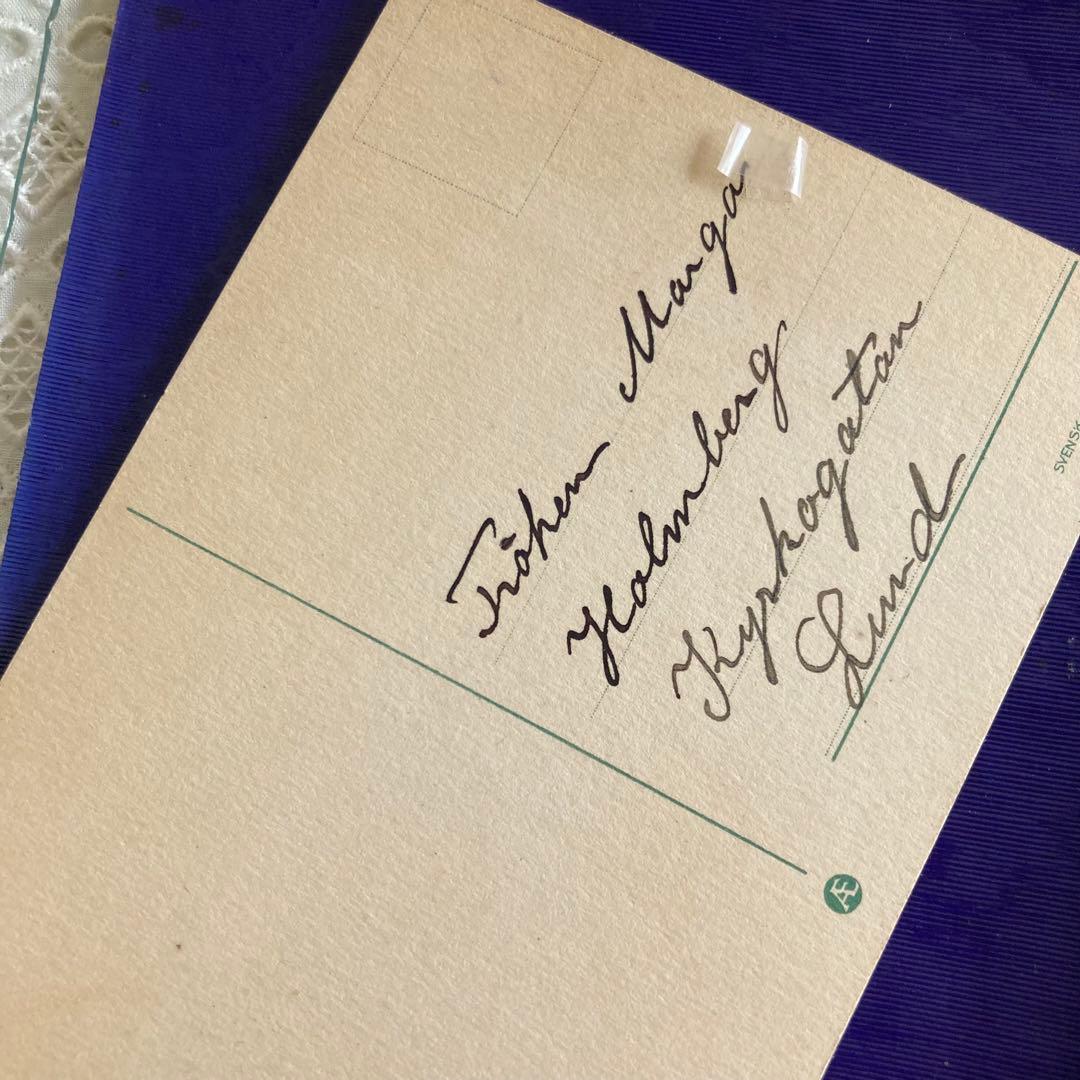 Fröken Marga
Holmberg
Kyrkogatan
Lund
SVENSK
Æ